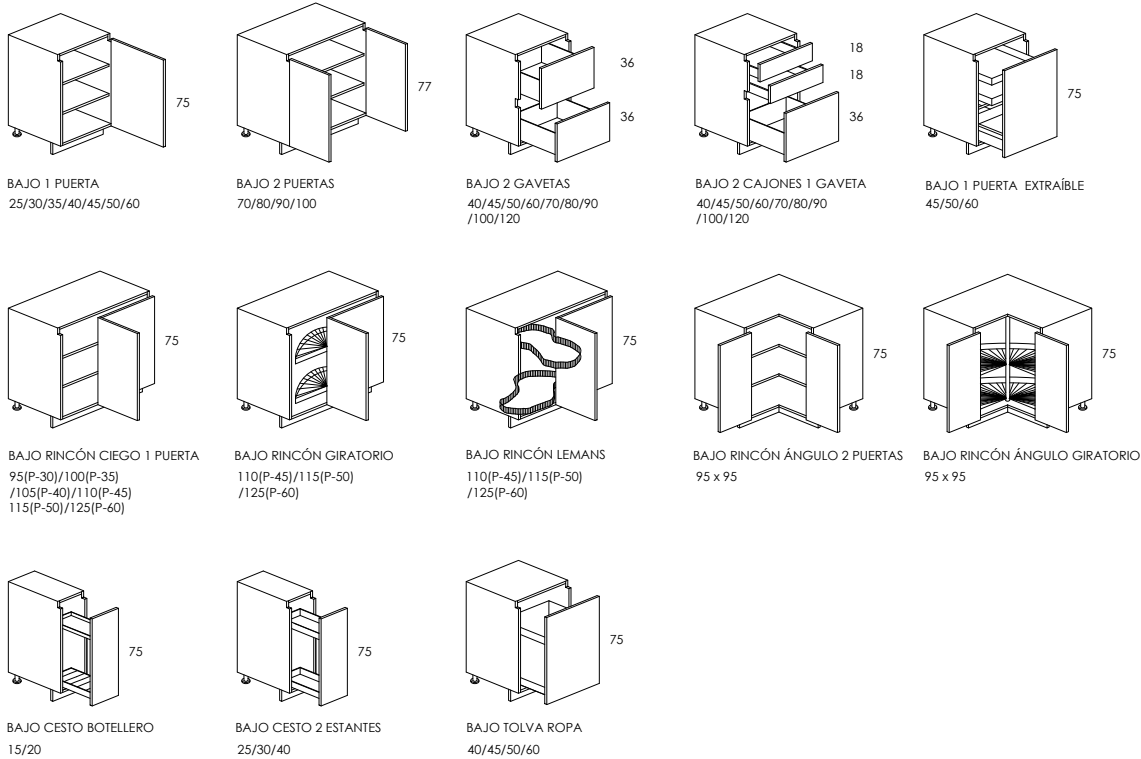 75
BAJO 1 PUERTA
25/30/35/40/45/50/60
77
BAJO 2 PUERTAS
70/80/90/100
36
36
BAJO 2 GAVETAS
40/45/50/60/70/80/90
/100/120
18
18
36
BAJO 2 CAJONES 1 GAVETA
40/45/50/60/70/80/90
/100/120
75
BAJO 1 PUERTA EXTRAÍBLE
45/50/60
75
BAJO RINCÓN CIEGO 1 PUERTA
95(P-30)/100(P-35)
/105(P-40)/110(P-45)
115(P-50)/125(P-60)
75
BAJO RINCÓN GIRATORIO
110(P-45)/115(P-50)
/125(P-60)
75
BAJO RINCÓN LEMANS
110(P-45)/115(P-50)
/125(P-60)
75
BAJO RINCÓN ÁNGULO 2 PUERTAS
95 x 95
75
BAJO RINCÓN ÁNGULO GIRATORIO
95 x 95
75
BAJO CESTO BOTELLERO
15/20
75
BAJO CESTO 2 ESTANTES
25/30/40
75
BAJO TOLVA ROPA
40/45/50/60